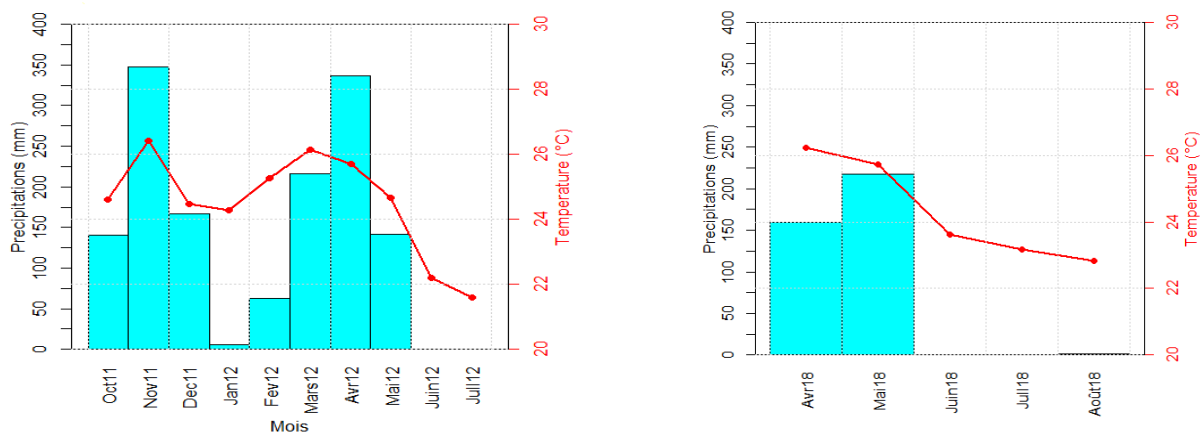 Precipitations (mm)
0 50 100 150 200 250 300 350 400
Oct11 Nov11 Dec11 Jan12 Fev12 Mars12 Avr12 Mai12 Juin12 Jull12
Mois
20 22 24 26 28 30
Temperature (°C)
Precipitations (mm)
0 50 100 150 200 250 300 350 400
Avr18 Mai18 Juin18 Jull18 Août18
20 22 24 26 28 30
Temperature (°C)